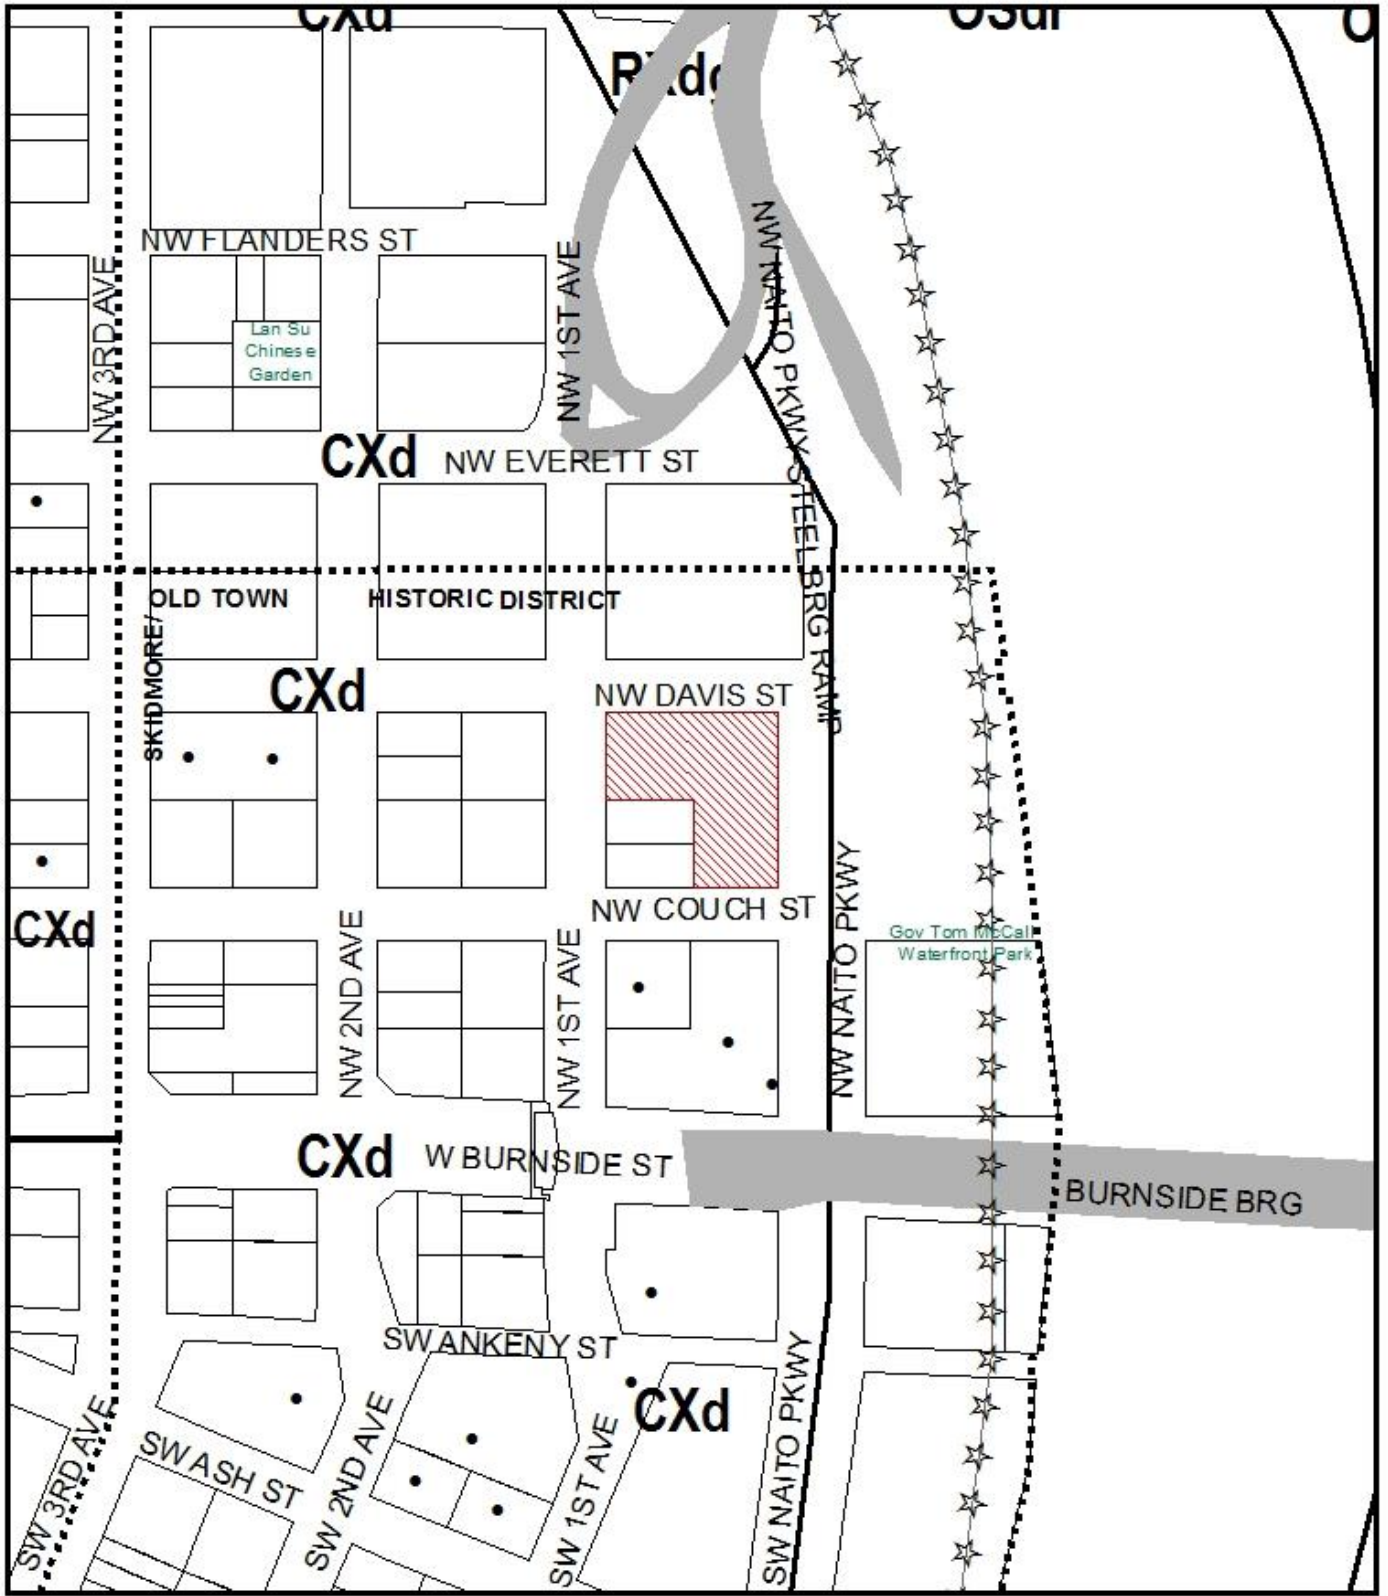 CXd
OSdr
RXdg
NW FLANDERS ST
NW 3RD AVE
NW 1ST AVE
Lan Su
Chinese
Garden
NW NAITO PKWY-STEEL BRG RAMP
CXd
NW EVERETT ST
OLD TOWN
HISTORIC DISTRICT
SKIDMORE/
CXd
NW DAVIS ST
NW COUCH ST
CXd
NW 2ND AVE
NW 1ST AVE
NW NAITO PKWY
Gov Tom McCall
Waterfront Park
CXd
W BURNSIDE ST
BURNSIDE BRG
SW ANKENY ST
CXd
SW 3RD AVE
SW ASH ST
SW 2ND AVE
SW 1ST AVE
SW NAITO PKWY